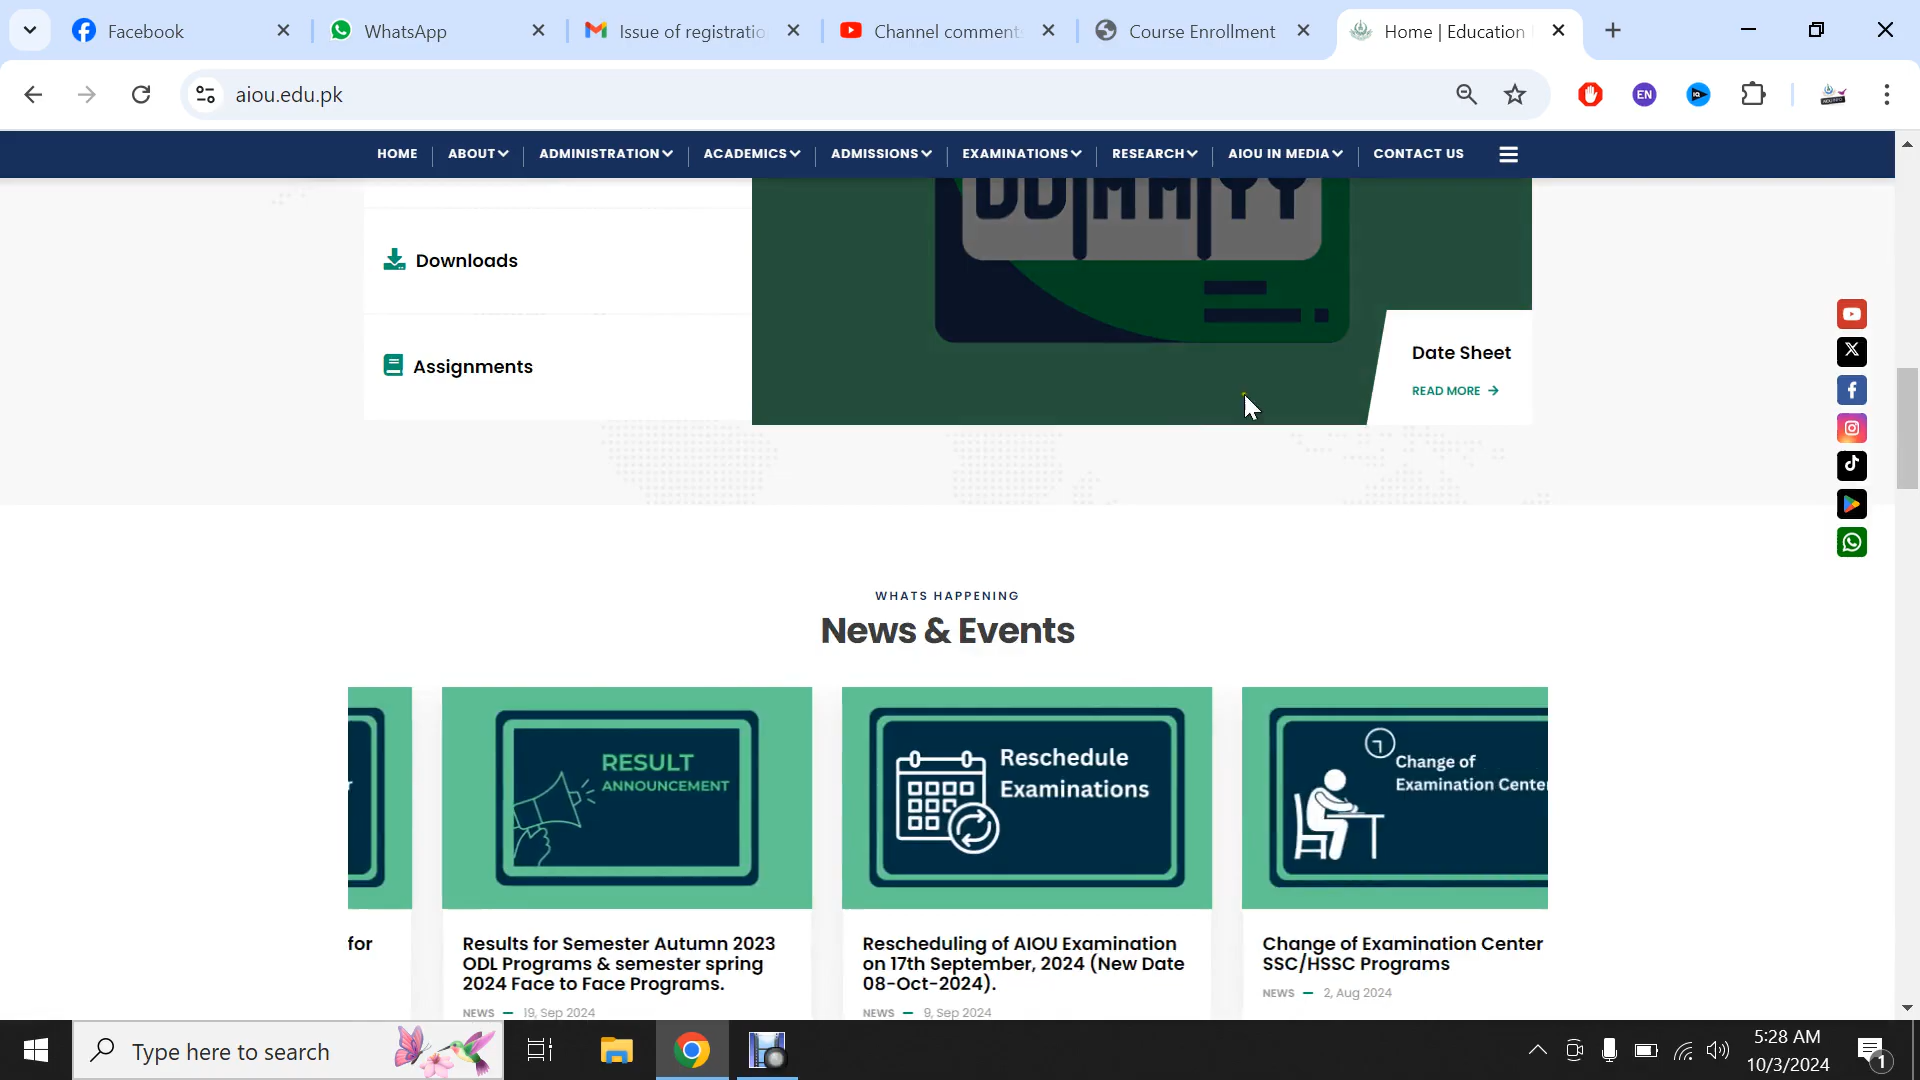 Facebook
WhatsApp
Issue of registratio
Channel comments
Course Enrollment
Home | Education
aiou.edu.pk
EN
HOME
ABOUT
ADMINISTRATION
ACADEMICS
ADMISSIONS
EXAMINATIONS
RESEARCH
AIOU IN MEDIA
CONTACT US
DD MM YY
Downloads
Assignments
Date Sheet
READ MORE
WHATS HAPPENING
News & Events
RESULT
ANNOUNCEMENT
Reschedule
Examinations
Change of
Examination Cente
for
Results for Semester Autumn 2023
ODL Programs & semester spring
2024 Face to Face Programs.
NEWS — 19, Sep 2024
Rescheduling of AIOU Examination
on 17th September, 2024 (New Date
08-Oct-2024).
NEWS — 9, Sep 2024
Change of Examination Center
SSC/HSSC Programs
NEWS — 2, Aug 2024
Type here to search
5:28 AM
10/3/2024
1